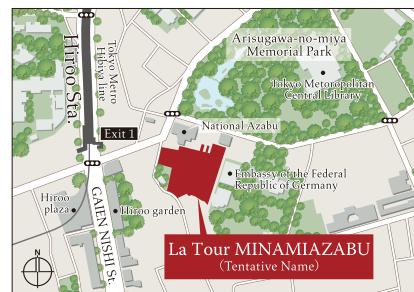 Arisugawa-no-miya
Memorial Park
Tokyo Metro
Hibiya line
Hiroo Sta.
Tokyo Metoropolitan
Central Library
Exit 1
National Azabu
Embassy of the Federal
Republic of Germany
Hiroo
plaza
Hiroo garden
GAIEN NISHI St.
La Tour MINAMIAZABU
(Tentative Name)
N